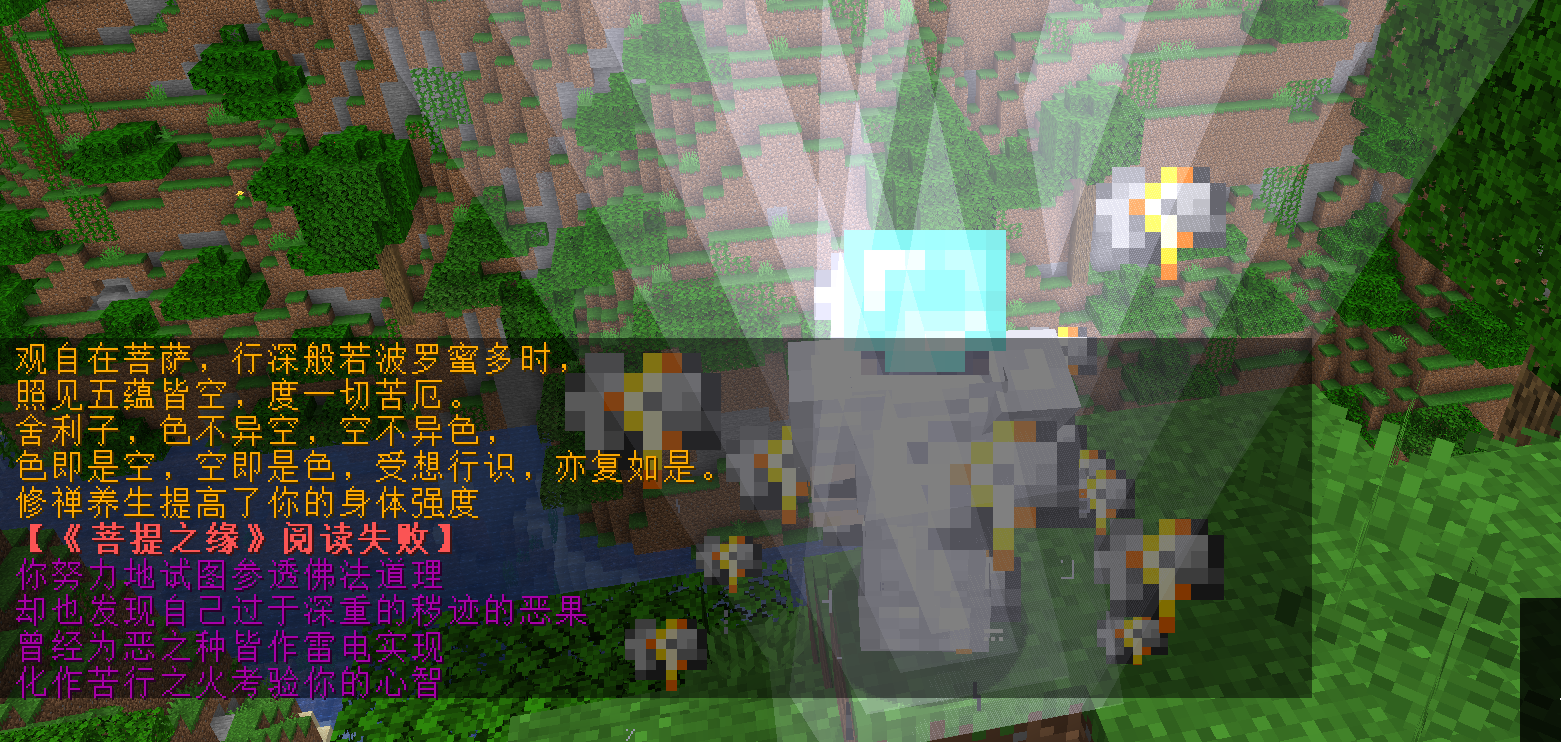 观自在菩萨，行深般若波罗蜜多时，
照见五蕴皆空，度一切苦厄。
舍利子，色不异空，空不异色，
色即是空，空即是色，受想行识，亦复如是。
修禅养生提高了你的身体强度
【《菩提之缘》阅读失败】
你努力地试图参透佛法道理
却也发现自己过于深重的秽迹的恶果
曾经为恶之种皆作雷电实现
化作苦行之火考验你的心智